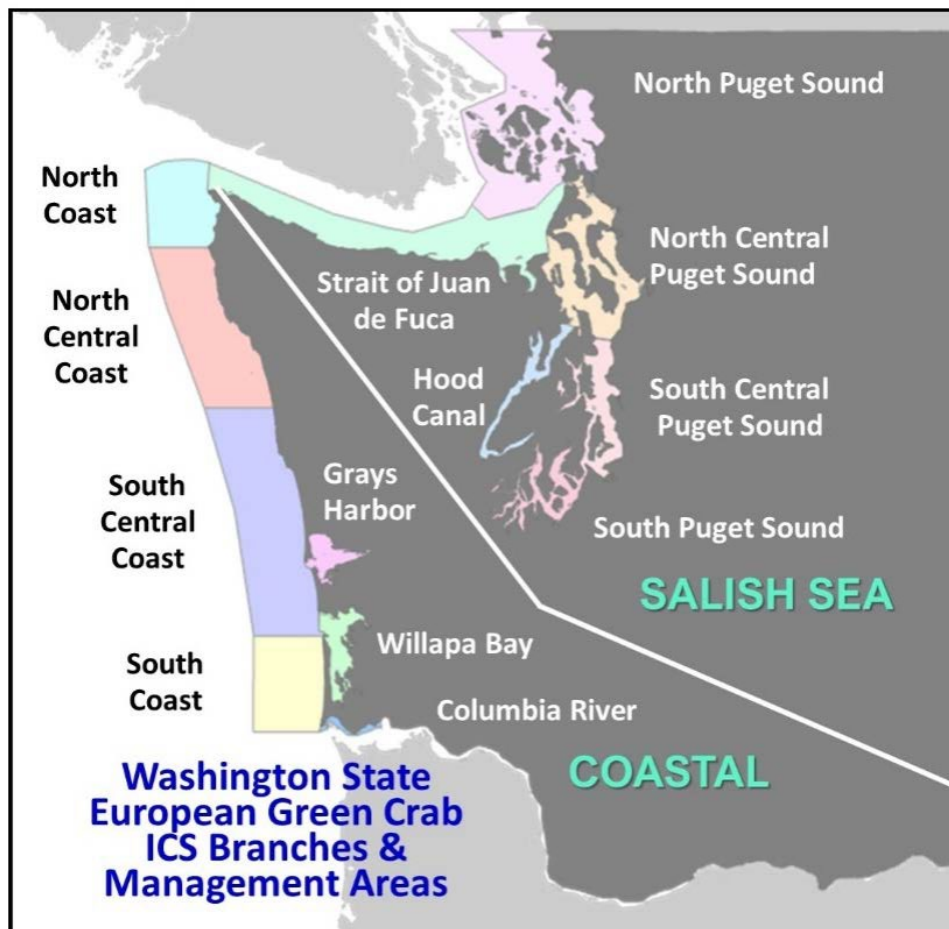 North Puget Sound
North
Coast
North Central
Puget Sound
Strait of Juan
de Fuca
North
Central
Coast
Hood
Canal
South Central
Puget Sound
Grays
Harbor
South
Central
Coast
South Puget Sound
SALISH SEA
Willapa Bay
South
Coast
Columbia River
COASTAL
Washington State
European Green Crab
ICS Branches &
Management Areas